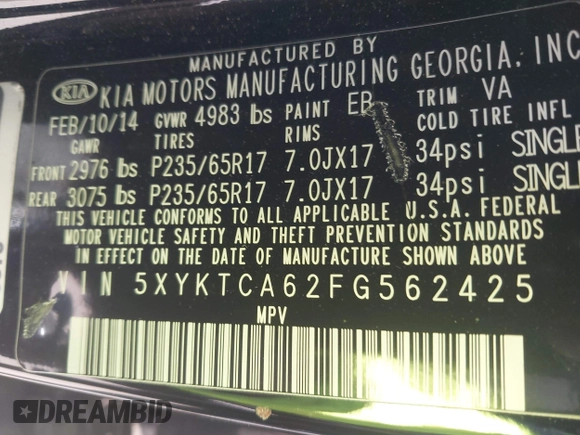 MANUFACTURED BY
KIA KIA MOTORS MANUFACTURING GEORGIA, INC
FEB/10/14 GVWR 4983 lbs PAINT EB TRIM VA
GAWR TIRES RIMS COLD TIRE INFL
FRONT 2976 lbs P235/65R17 7.0JX17 34psi SINGLE
REAR 3075 lbs P235/65R17 7.0JX17 34psi SINGLE
THIS VEHICLE CONFORMS TO ALL APPLICABLE U.S.A. FEDERAL
MOTOR VEHICLE SAFETY AND THEFT PREVENTION STANDARDS
IN EFFECT ON THE DATE OF MANUFACTURE SHOWN ABOVE
VIN 5XYKTCA62FG562425
MPV
DREAMBID